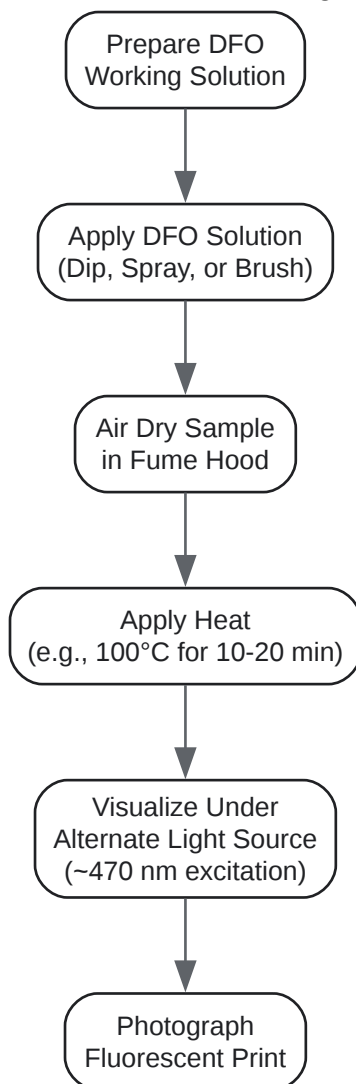 Prepare DFO
Working Solution
Apply DFO Solution
(Dip, Spray, or Brush)
Air Dry Sample
in Fume Hood
Apply Heat
(e.g., 100°C for 10-20 min)
Visualize Under
Alternate Light Source
(~470 nm excitation)
Photograph
Fluorescent Print